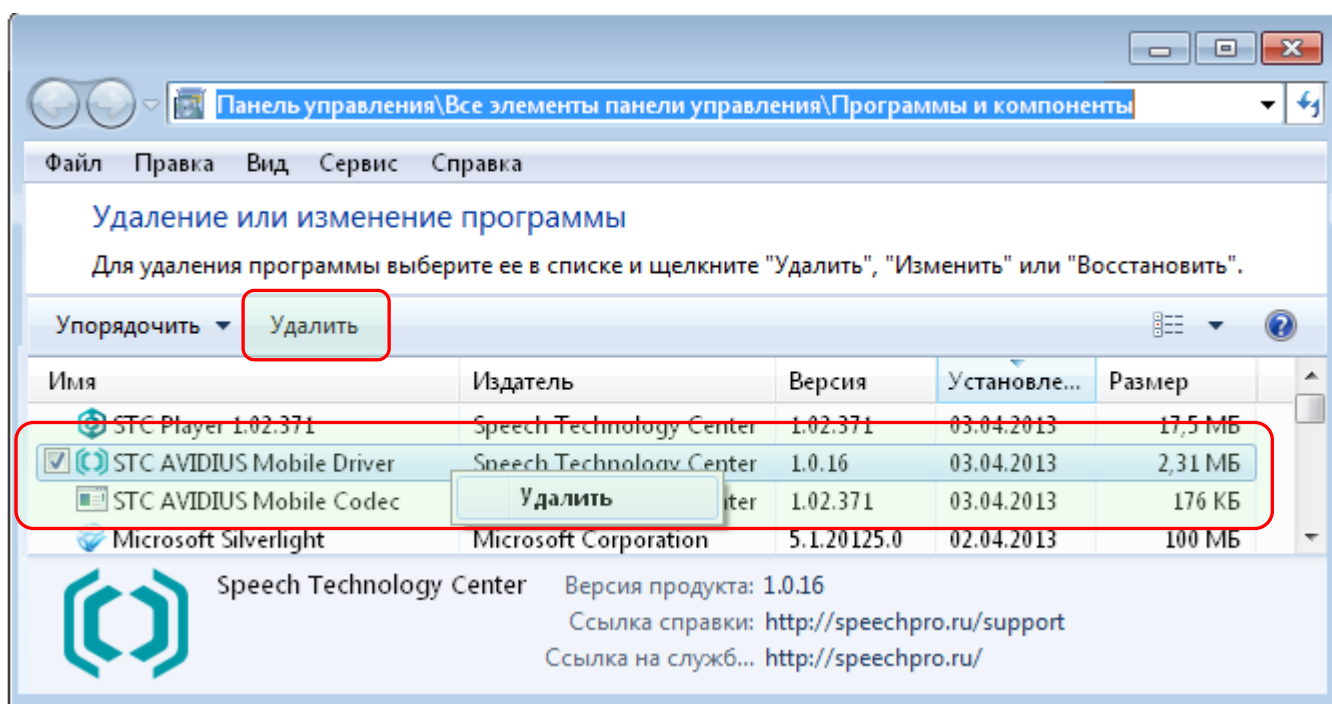 Панель управления\Все элементы панели управления\Программы и компоненты
Файл Правка Вид Сервис Справка
Удаление или изменение программы
Для удаления программы выберите ее в списке и щелкните "Удалить", "Изменить" или "Восстановить".
Упорядочить Удалить
Имя Издатель Версия Установле... Размер
STC Player 1.02.371 Speech Technology Center 1.02.371 03.04.2013 17,5 МБ
STC AVIDIUS Mobile Driver Speech Technology Center 1.0.16 03.04.2013 2,31 МБ
STC AVIDIUS Mobile Codec Удалить nter 1.02.371 03.04.2013 176 КБ
Microsoft Silverlight Microsoft Corporation 5.1.20125.0 02.04.2013 100 МБ
Speech Technology Center Версия продукта: 1.0.16
Ссылка справки: http://speechpro.ru/support
Ссылка на служб... http://speechpro.ru/